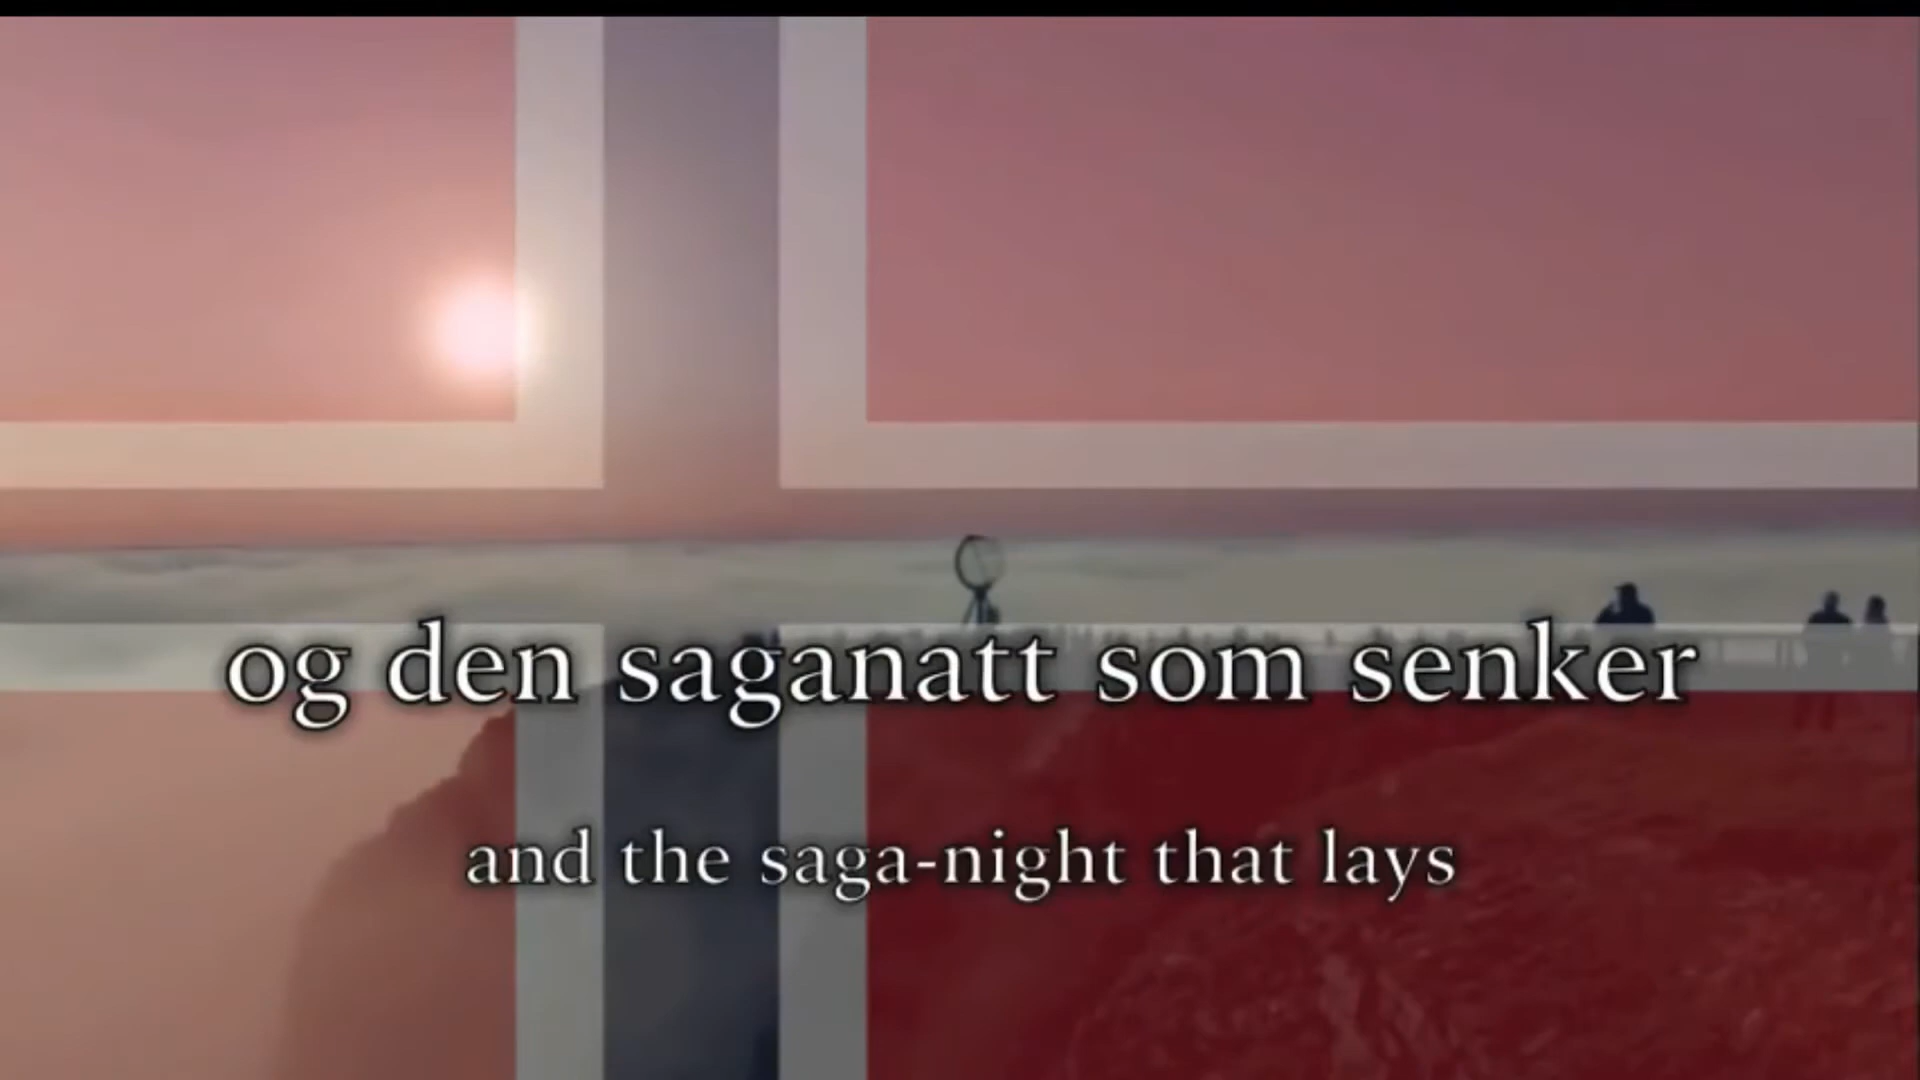 og den saganatt som senker
and the saga-night that lays